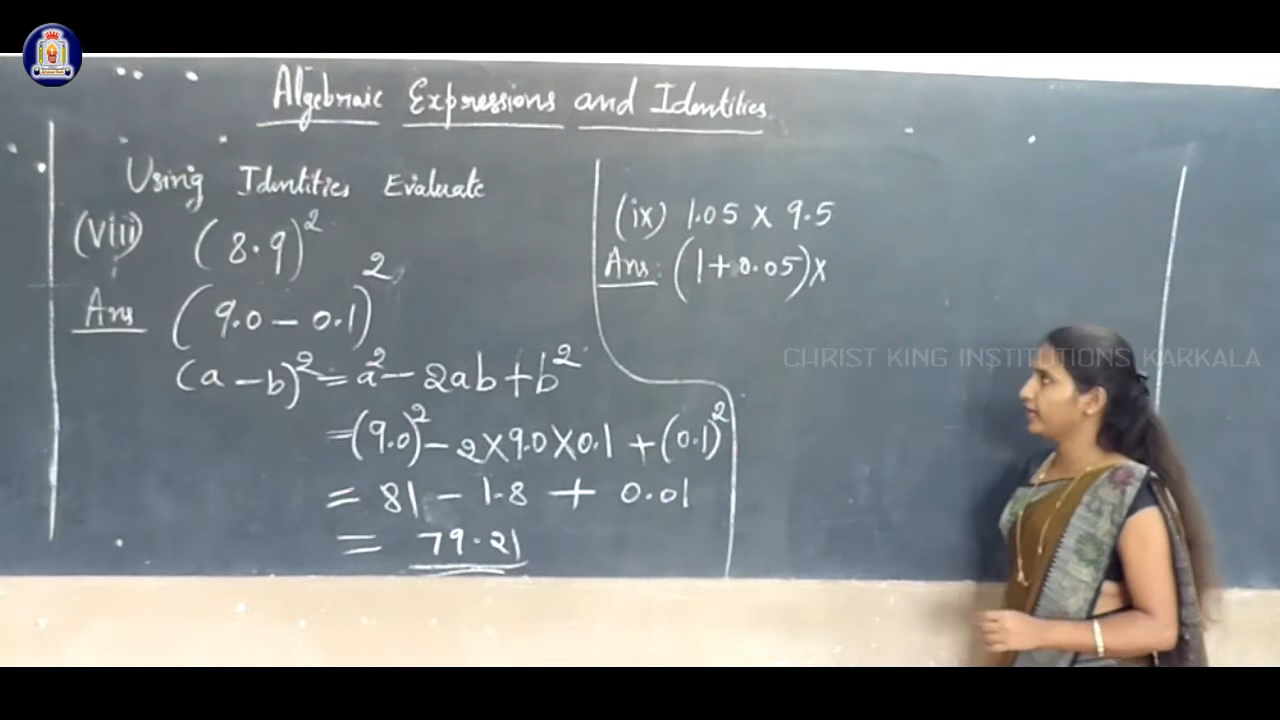 Algebraic Expressions and Identities
Using Identities Evaluate
(viii) (8.9)²
Ans (9.0 - 0.1)²
(a - b)² = a² - 2ab + b²
= (9.0)² - 2 × 9.0 × 0.1 + (0.1)²
= 81 - 1.8 + 0.01
= 79.21
(ix) 1.05 × 9.5
Ans: (1 + 0.05) ×
CHRIST KING INSTITUTIONS KARKALA